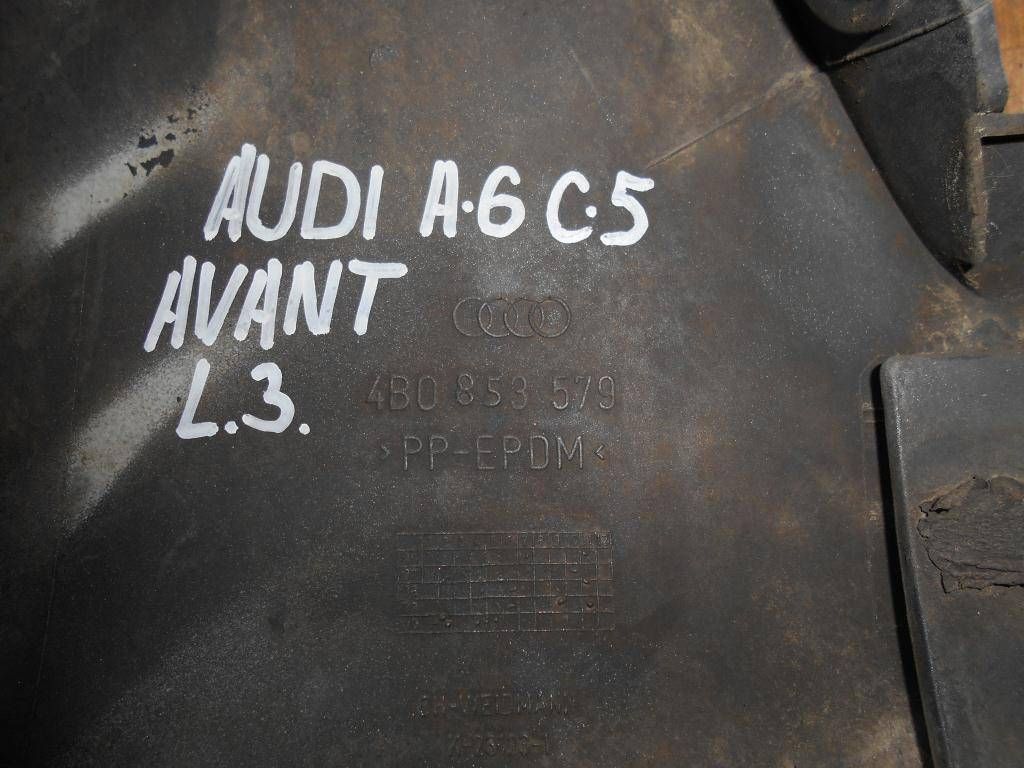 AUDI A.6 C.5
AVANT
L.3.
4B0 853 579
>PP-EPDM<